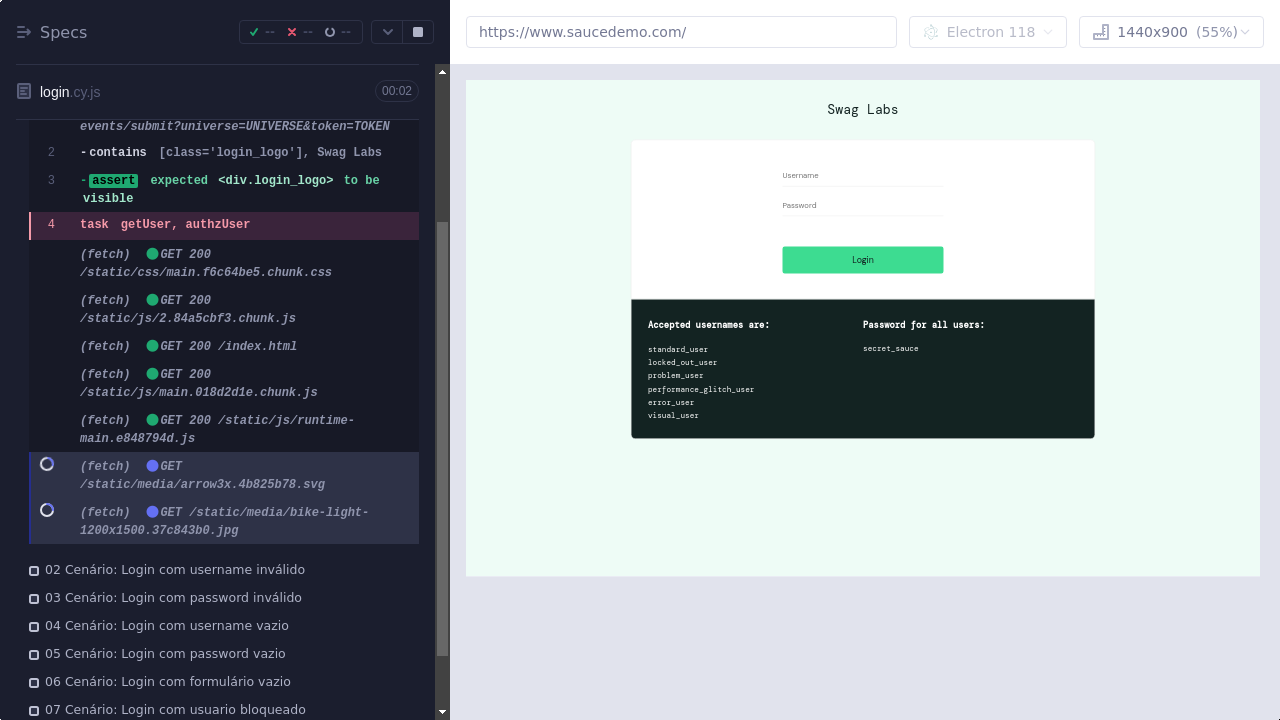 Specs
--
--
--
login.cy.js
00:02
events/submit?universe=UNIVERSE&token=TOKEN
2 -contains [class='login_logo'], Swag Labs
3 -assert expected <div.login_logo> to be
visible
4 task getUser, authzUser
(fetch) GET 200
/static/css/main.f6c64be5.chunk.css
(fetch) GET 200
/static/js/2.84a5cbf3.chunk.js
(fetch) GET 200 /index.html
(fetch) GET 200
/static/js/main.018d2d1e.chunk.js
(fetch) GET 200 /static/js/runtime-
main.e848794d.js
(fetch) GET
/static/media/arrow3x.4b825b78.svg
(fetch) GET /static/media/bike-light-
1200x1500.37c843b0.jpg
02 Cenário: Login com username inválido
03 Cenário: Login com password inválido
04 Cenário: Login com username vazio
05 Cenário: Login com password vazio
06 Cenário: Login com formulário vazio
07 Cenário: Login com usuario bloqueado
https://www.saucedemo.com/
Electron 118
1440x900 (55%)
Swag Labs
Username
Password
Login
Accepted usernames are:
standard_user
locked_out_user
problem_user
performance_glitch_user
error_user
visual_user
Password for all users:
secret_sauce